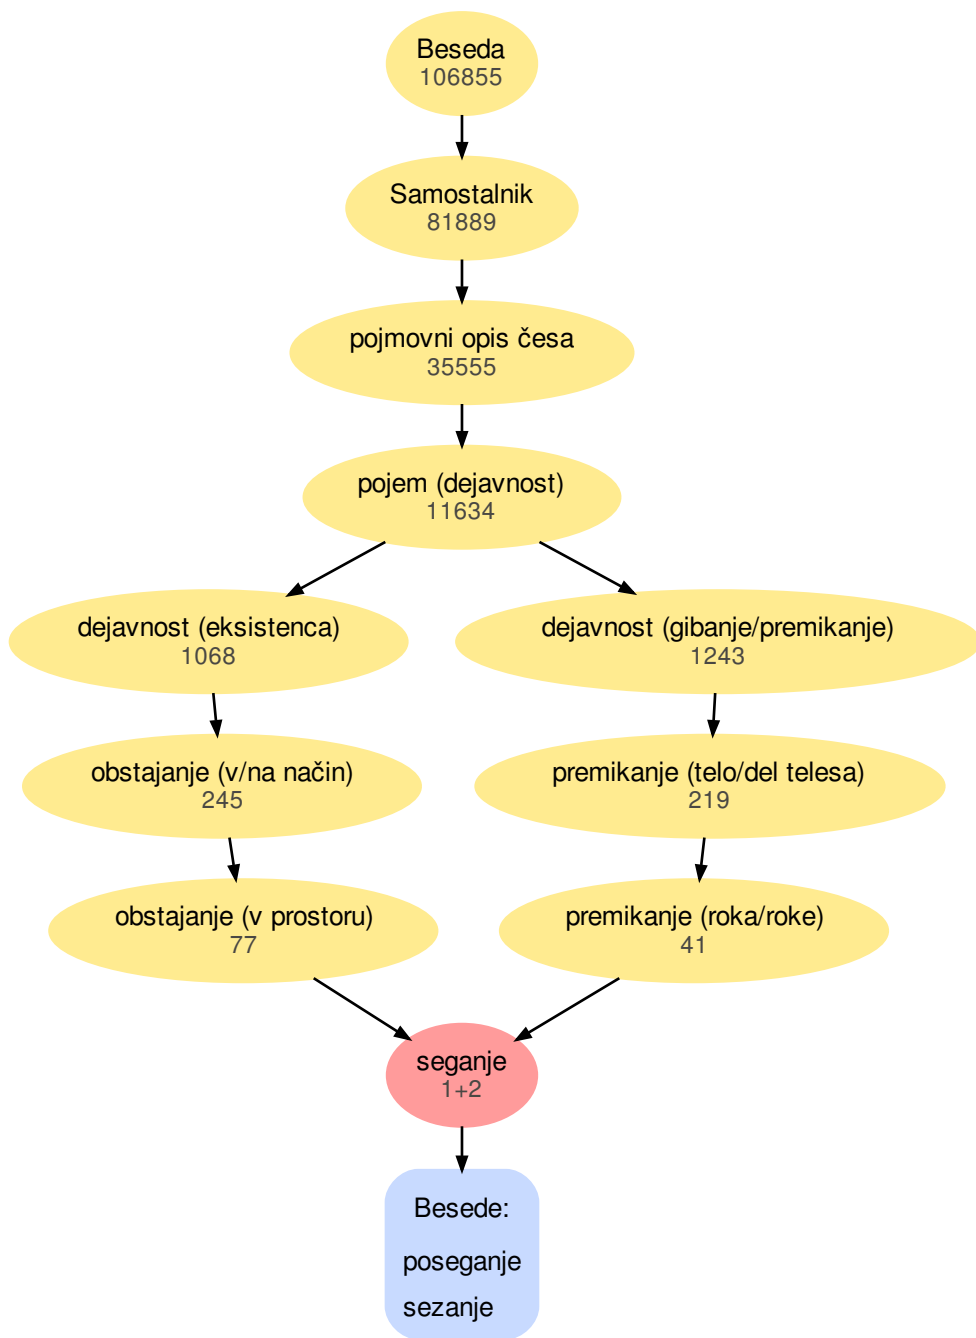 Beseda
106855
Samostalnik
81889
pojmovni opis česa
35555
pojem (dejavnost)
11634
dejavnost (eksistenca)
1068
dejavnost (gibanje/premikanje)
1243
obstajanje (v/na način)
245
premikanje (telo/del telesa)
219
obstajanje (v prostoru)
77
premikanje (roka/roke)
41
seganje
1+2
Besede:
poseganje
sezanje